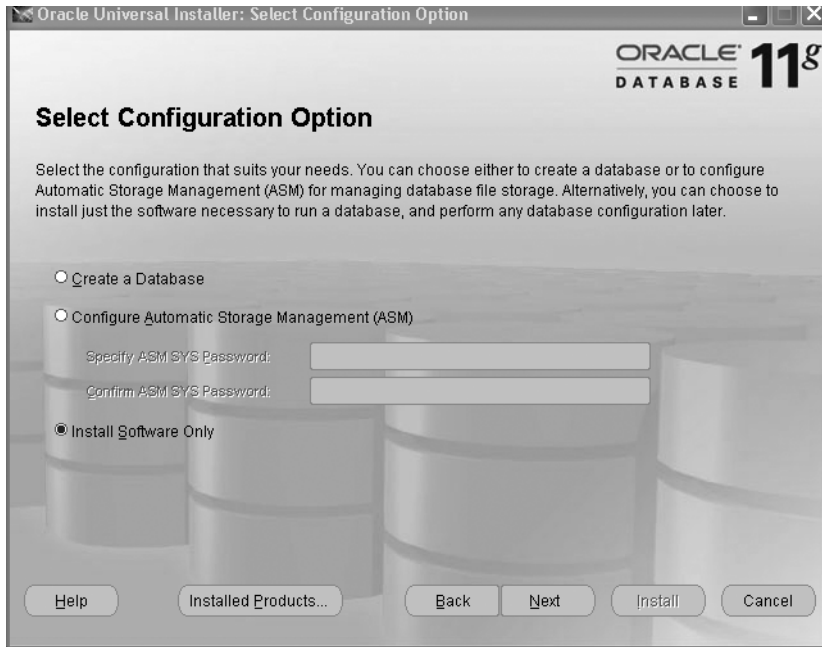 Oracle Universal Installer: Select Configuration Option
ORACLE
DATABASE 11g
Select Configuration Option
Select the configuration that suits your needs. You can choose either to create a database or to configure
Automatic Storage Management (ASM) for managing database file storage. Alternatively, you can choose to
install just the software necessary to run a database, and perform any database configuration later.
Create a Database
Configure Automatic Storage Management (ASM)
Specify ASM SYS Password:
Confirm ASM SYS Password:
Install Software Only
Help Installed Products... Back Next Install Cancel